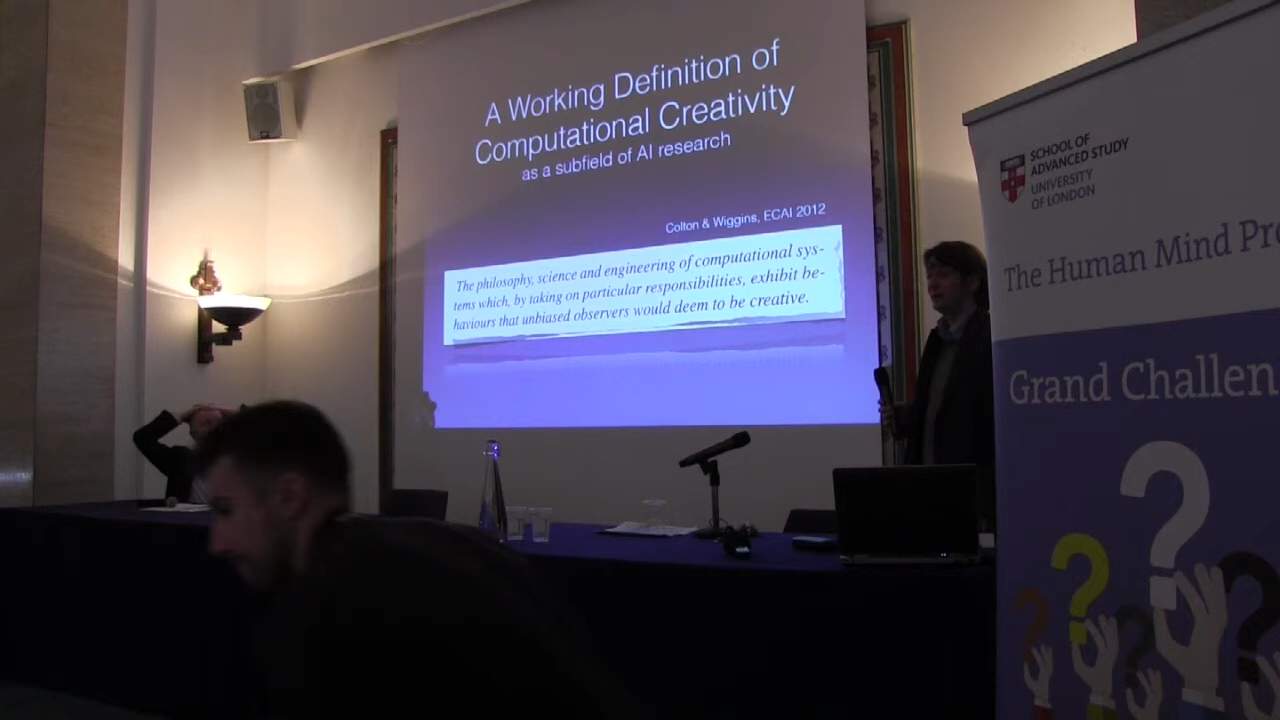 A Working Definition of
Computational Creativity
as a subfield of AI research
Colton & Wiggins, ECAI 2012
The philosophy, science and engineering of computational sys-
tems which, by taking on particular responsibilities, exhibit be-
haviours that unbiased observers would deem to be creative.
SCHOOL OF
ADVANCED STUDY
UNIVERSITY
OF LONDON
The Human Mind Pro
Grand Challen
? ? ? ? ?